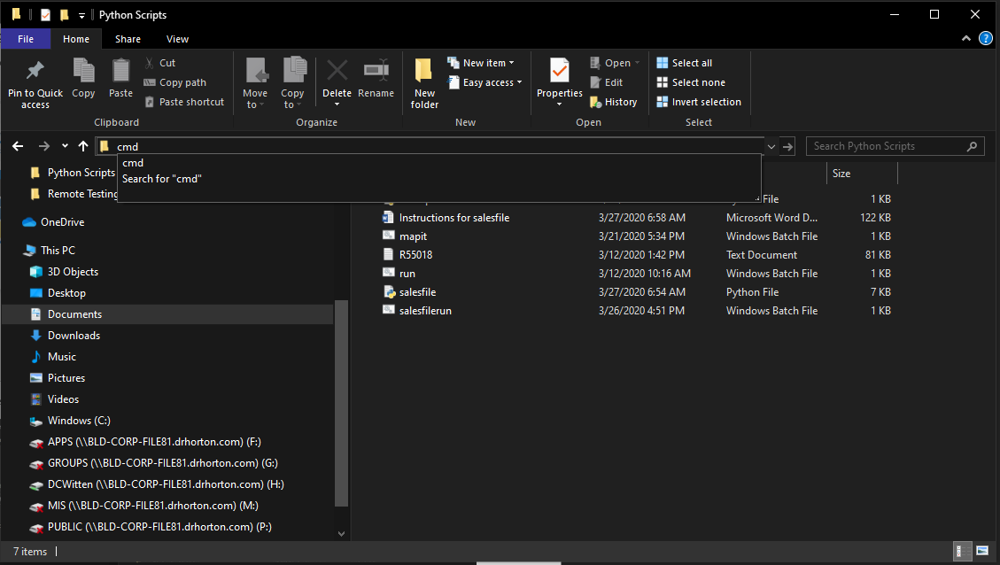 Python Scripts
File Home Share View
Pin to Quick access
Copy
Paste
Cut
Copy path
Paste shortcut
Clipboard
Move to
Copy to
Delete
Rename
Organize
New folder
New item
Easy access
New
Properties
Open
Edit
History
Open
Select all
Select none
Invert selection
Select
cmd
Search Python Scripts
cmd
Search for "cmd"
Python Scripts
Remote Testing
OneDrive
This PC
3D Objects
Desktop
Documents
Downloads
Music
Pictures
Videos
Windows (C:)
APPS (\\BLD-CORP-FILE81.drhorton.com) (F:)
GROUPS (\\BLD-CORP-FILE81.drhorton.com) (G:)
DCWitten (\\BLD-CORP-FILE81.drhorton.com) (H:)
MIS (\\BLD-CORP-FILE81.drhorton.com) (M:)
PUBLIC (\\BLD-CORP-FILE81.drhorton.com) (P:)
Size
File 1 KB
Instructions for salesfile 3/27/2020 6:58 AM Microsoft Word D... 122 KB
mapit 3/21/2020 5:34 PM Windows Batch File 1 KB
R55018 3/12/2020 1:42 PM Text Document 81 KB
run 3/12/2020 10:16 AM Windows Batch File 1 KB
salesfile 3/27/2020 6:54 AM Python File 7 KB
salesfilerun 3/26/2020 4:51 PM Windows Batch File 1 KB
7 items